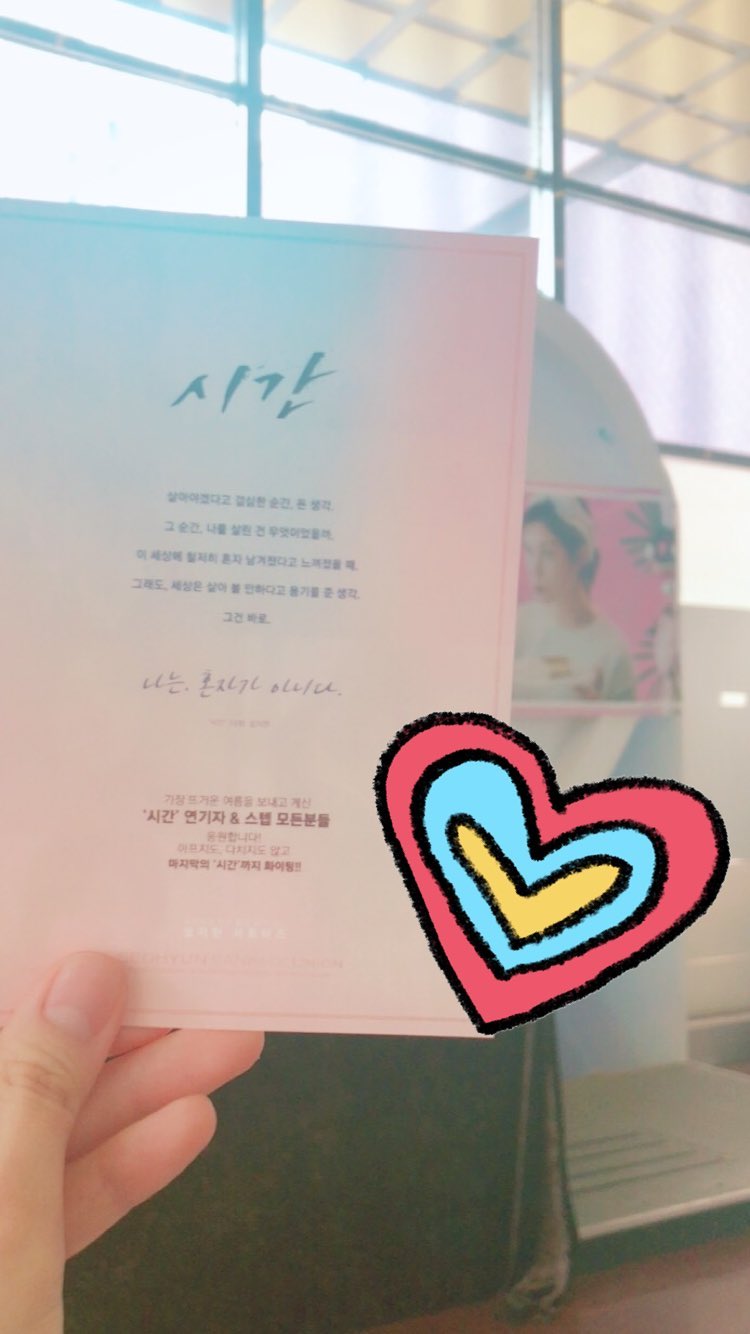 시간
살아야겠다고 결심한 순간, 든 생각.
그 순간, 나를 살린 건 무엇이었을까.
이 세상에 철저히 혼자 남겨졌다고 느껴졌을 때.
그래도, 세상은 살아 볼 만하다고 용기를 준 생각.
그건 바로.
나는. 혼자가 아니다.
가장 뜨거운 여름을 보내고 계신
'시간' 연기자 & 스텝 모든분들
응원합니다!
아프지도, 다치지도 않고
마지막의 '시간'까지 화이팅!!